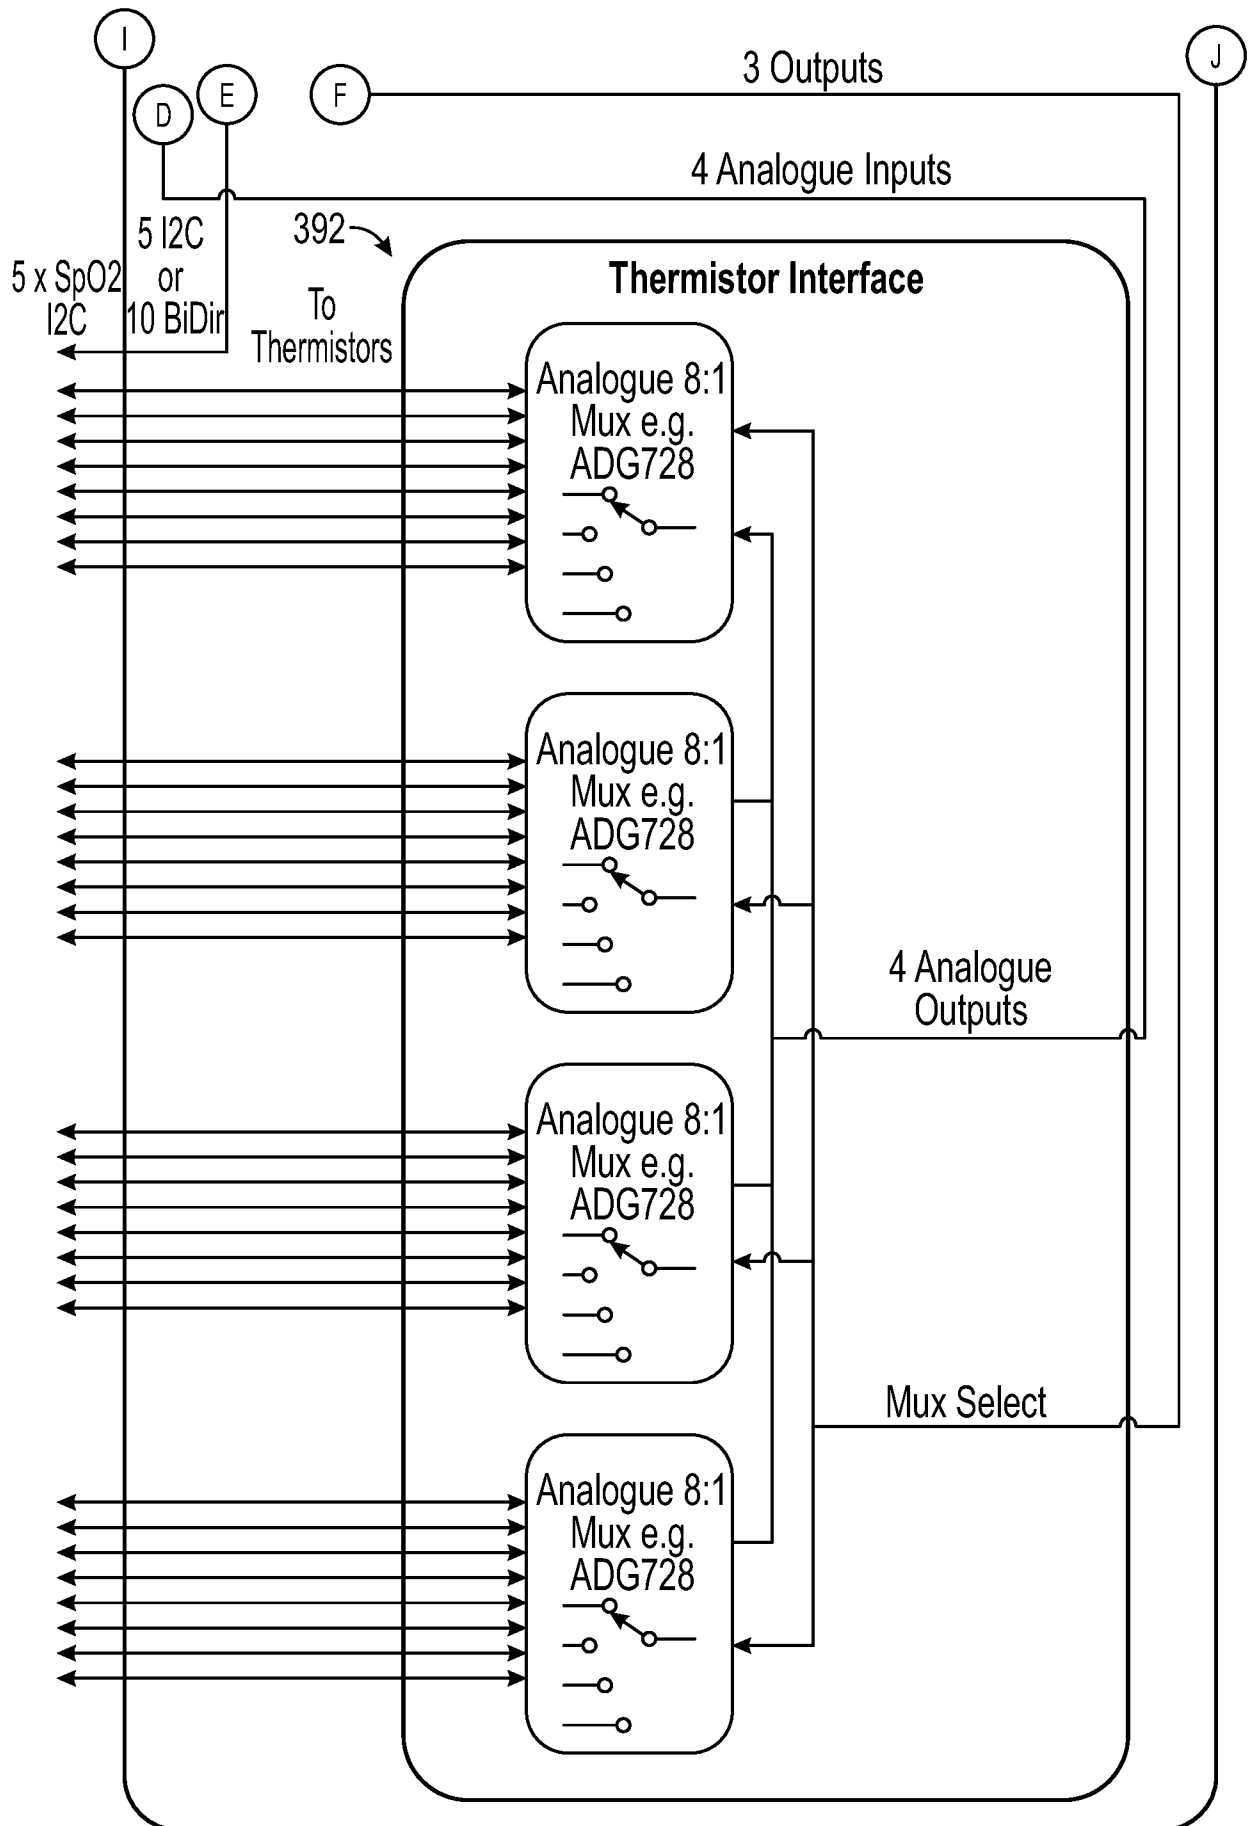 I
J
D
E
F
3 Outputs
4 Analogue Inputs
392
5 I2C
or
10 BiDir
5 x SpO2
I2C
To
Thermistors
Thermistor Interface
Analogue 8:1
Mux e.g.
ADG728
Analogue 8:1
Mux e.g.
ADG728
4 Analogue
Outputs
Analogue 8:1
Mux e.g.
ADG728
Mux Select
Analogue 8:1
Mux e.g.
ADG728